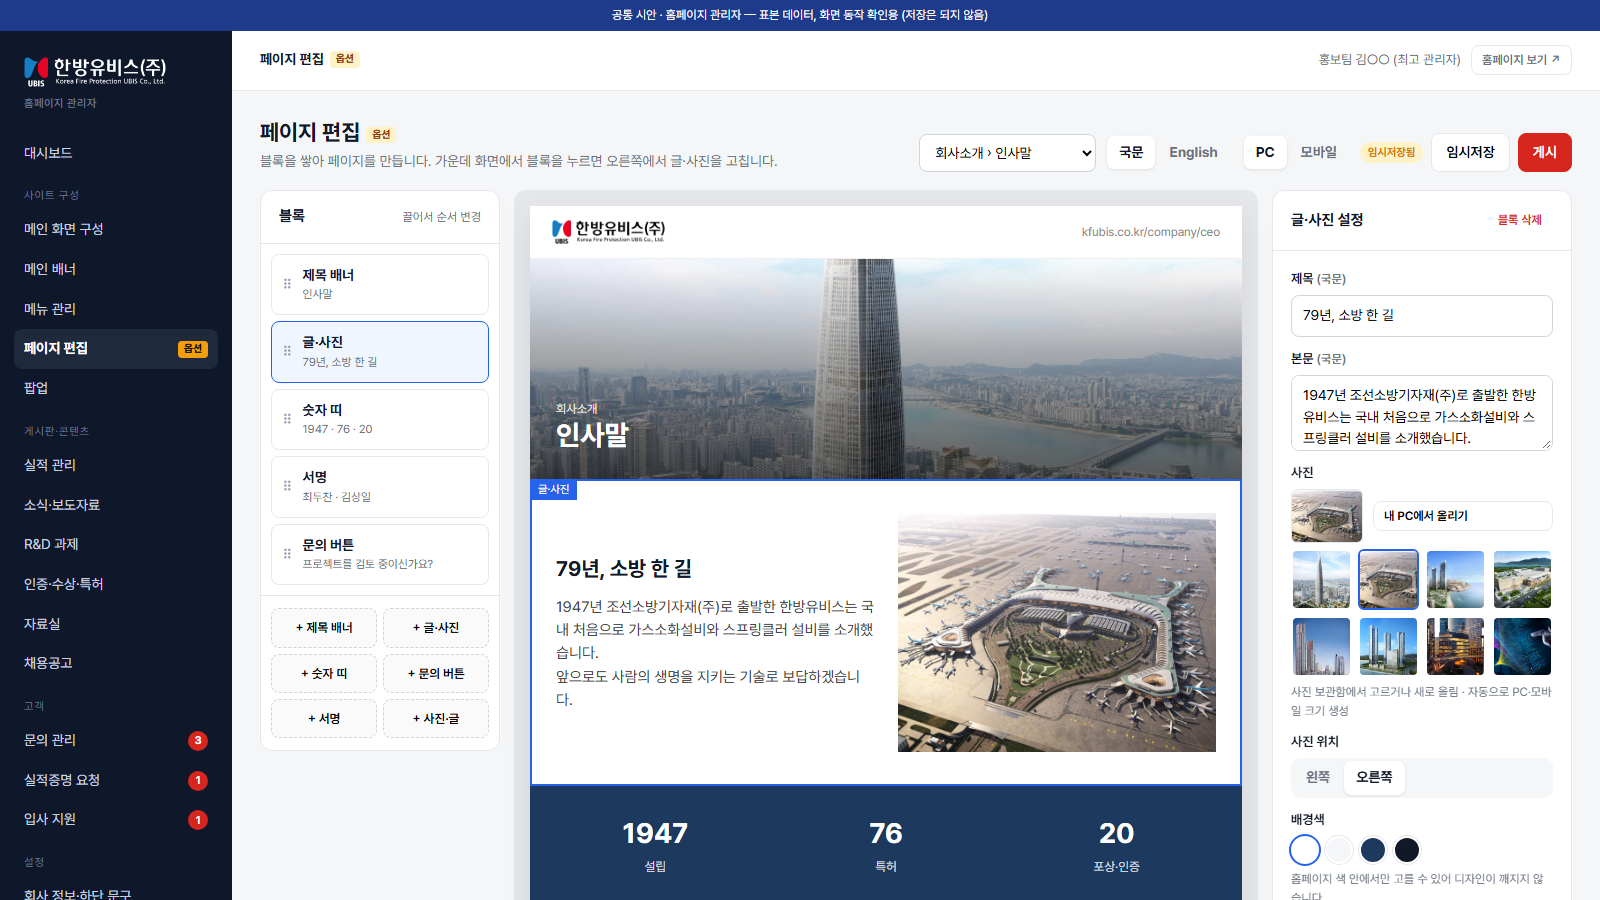 공통 시안 · 홈페이지 관리자 — 표본 데이터, 화면 동작 확인용 (저장은 되지 않음)
UBIS
한방유비스(주)
Korea Fire Protection UBIS Co., Ltd.
홈페이지 관리자
대시보드
사이트 구성
메인 화면 구성
메인 배너
메뉴 관리
페이지 편집 옵션
팝업
게시판·콘텐츠
실적 관리
소식·보도자료
R&D 과제
인증·수상·특허
자료실
채용공고
고객
문의 관리 3
실적증명 요청 1
입사 지원 1
설정
회사 정보·하단 문구
페이지 편집 옵션
홍보팀 김○○ (최고 관리자)
홈페이지 보기 ↗
페이지 편집 옵션
블록을 쌓아 페이지를 만듭니다. 가운데 화면에서 블록을 누르면 오른쪽에서 글·사진을 고칩니다.
회사소개 › 인사말
국문 English
PC 모바일
임시저장됨
임시저장
게시
블록
끌어서 순서 변경
제목 배너
인사말
글·사진
79년, 소방 한 길
숫자 띠
1947 · 76 · 20
서명
최두찬 · 김상일
문의 버튼
프로젝트를 검토 중이신가요?
+ 제목 배너
+ 글·사진
+ 숫자 띠
+ 문의 버튼
+ 서명
+ 사진·글
UBIS
한방유비스(주)
Korea Fire Protection UBIS Co., Ltd.
kfubis.co.kr/company/ceo
회사소개
인사말
글·사진
79년, 소방 한 길
1947년 조선소방기자재(주)로 출발한 한방유비스는 국
내 처음으로 가스소화설비와 스프링클러 설비를 소개했
습니다.
앞으로도 사람의 생명을 지키는 기술로 보답하겠습니
다.
1947
설립
76
특허
20
포상·인증
글·사진 설정
블록 삭제
제목 (국문)
79년, 소방 한 길
본문 (국문)
1947년 조선소방기자재(주)로 출발한 한방
유비스는 국내 처음으로 가스소화설비와 스
프링클러 설비를 소개했습니다.
사진
내 PC에서 올리기
사진 보관함에서 고르거나 새로 올림 · 자동으로 PC·모바
일 크기 생성
사진 위치
왼쪽 오른쪽
배경색
홈페이지 색 안에서만 고를 수 있어 디자인이 깨지지 않
습니다.